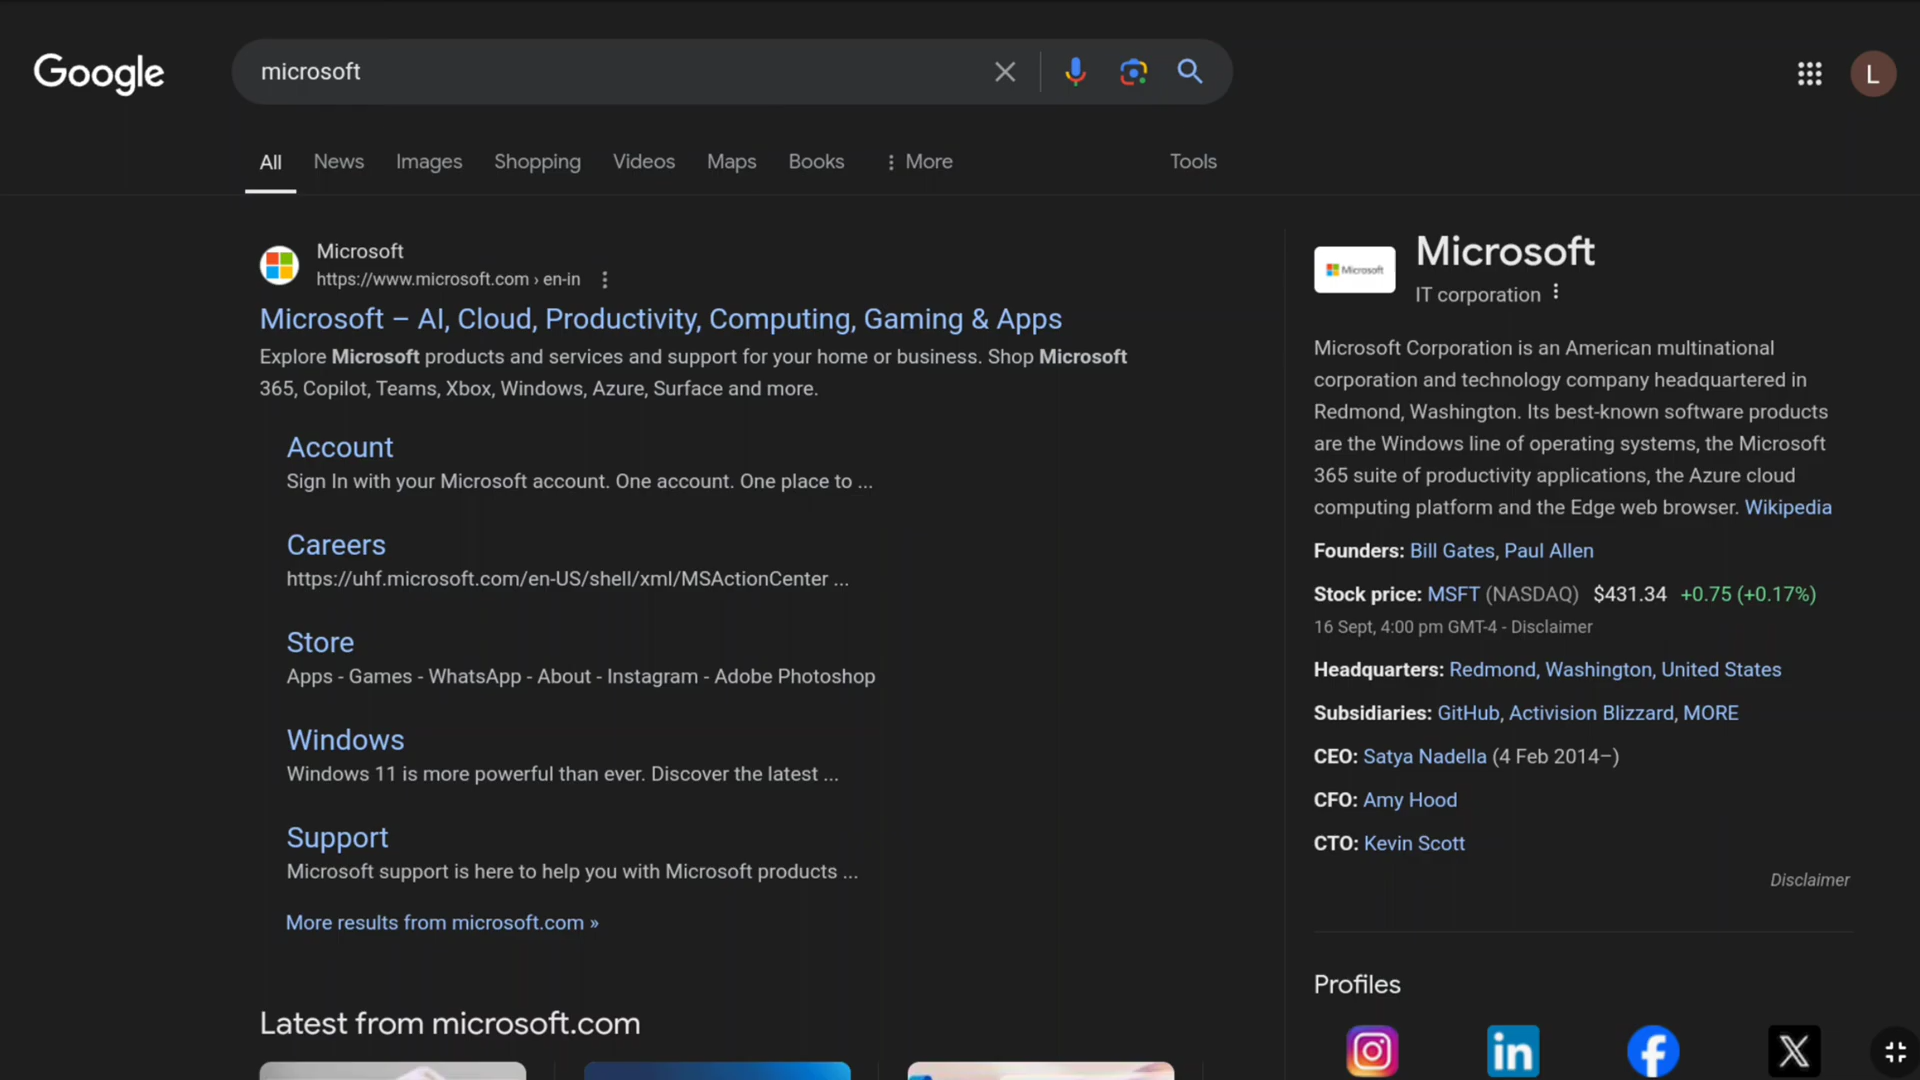 Google
microsoft
L
All
News
Images
Shopping
Videos
Maps
Books
More
Tools
Microsoft
https://www.microsoft.com › en-in
Microsoft – AI, Cloud, Productivity, Computing, Gaming & Apps
Explore Microsoft products and services and support for your home or business. Shop Microsoft
365, Copilot, Teams, Xbox, Windows, Azure, Surface and more.
Account
Sign In with your Microsoft account. One account. One place to ...
Careers
https://uhf.microsoft.com/en-US/shell/xml/MSActionCenter ...
Store
Apps - Games - WhatsApp - About - Instagram - Adobe Photoshop
Windows
Windows 11 is more powerful than ever. Discover the latest ...
Support
Microsoft support is here to help you with Microsoft products ...
More results from microsoft.com »
Latest from microsoft.com
Microsoft
Microsoft
IT corporation
Microsoft Corporation is an American multinational
corporation and technology company headquartered in
Redmond, Washington. Its best-known software products
are the Windows line of operating systems, the Microsoft
365 suite of productivity applications, the Azure cloud
computing platform and the Edge web browser. Wikipedia
Founders: Bill Gates, Paul Allen
Stock price: MSFT (NASDAQ) $431.34 +0.75 (+0.17%)
16 Sept, 4:00 pm GMT-4 - Disclaimer
Headquarters: Redmond, Washington, United States
Subsidiaries: GitHub, Activision Blizzard, MORE
CEO: Satya Nadella (4 Feb 2014–)
CFO: Amy Hood
CTO: Kevin Scott
Disclaimer
Profiles
in